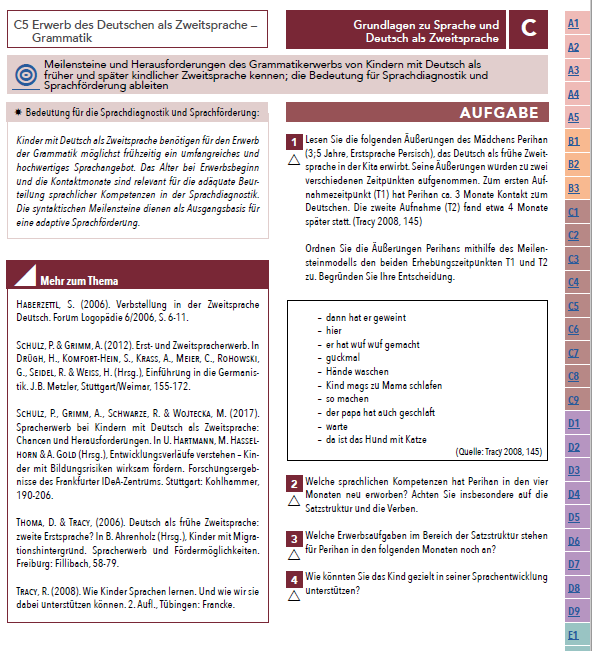 C5 Erwerb des Deutschen als Zweitsprache –
Grammatik
Grundlagen zu Sprache und
Deutsch als Zweitsprache
C
Meilensteine und Herausforderungen des Grammatikerwerbs von Kindern mit Deutsch als
früher und später kindlicher Zweitsprache kennen; die Bedeutung für Sprachdiagnostik und
Sprachförderung ableiten
✷ Bedeutung für die Sprachdiagnostik und Sprachförderung:
Kinder mit Deutsch als Zweitsprache benötigen für den Erwerb
der Grammatik möglichst frühzeitig ein umfangreiches und
hochwertiges Sprachangebot. Das Alter bei Erwerbsbeginn
und die Kontaktmonate sind relevant für die adäquate Beur-
teilung sprachlicher Kompetenzen in der Sprachdiagnostik.
Die syntaktischen Meilensteine dienen als Ausgangsbasis für
eine adaptive Sprachförderung.
Mehr zum Thema
HABERZETTL, S. (2006). Verbstellung in der Zweitsprache
Deutsch. Forum Logopädie 6/2006, S. 6-11.
SCHULZ, P. & GRIMM, A. (2012). Erst- und Zweitspracherwerb. In
DRÜGH, H., KOMFORT-HEIN, S., KRASS, A., MEIER, C., ROHOWSKI,
G., SEIDEL, R. & WEISS, H. (Hrsg.), Einführung in die Germanis-
tik. J.B. Metzler, Stuttgart/Weimar, 155-172.
SCHULZ, P., GRIMM, A., SCHWARZE, R. & WOJTECKA, M. (2017).
Spracherwerb bei Kindern mit Deutsch als Zweitsprache:
Chancen und Herausforderungen. In U. HARTMANN, M. HASSEL-
HORN & A. GOLD (Hrsg.), Entwicklungsverläufe verstehen – Kin-
der mit Bildungsrisiken wirksam fördern. Forschungsergeb-
nisse des Frankfurter IDeA-Zentrums. Stuttgart: Kohlhammer,
190-206.
THOMA, D. & TRACY, (2006). Deutsch als frühe Zweitsprache:
zweite Erstsprache? In B. Ahrenholz (Hrsg.), Kinder mit Migra-
tionshintergrund. Spracherwerb und Fördermöglichkeiten.
Freiburg: Fillibach, 58-79.
TRACY, R. (2008). Wie Kinder Sprachen lernen. Und wie wir sie
dabei unterstützen können. 2. Aufl., Tübingen: Francke.
AUFGABE
1 Lesen Sie die folgenden Äußerungen des Mädchens Perihan
(3;5 Jahre, Erstsprache Persisch), das Deutsch als frühe Zweit-
sprache in der Kita erwirbt. Seine Äußerungen wurden zu zwei
verschiedenen Zeitpunkten aufgenommen. Zum ersten Auf-
nahmezeitpunkt (T1) hat Perihan ca. 3 Monate Kontakt zum
Deutschen. Die zweite Aufnahme (T2) fand etwa 4 Monate
später statt. (Tracy 2008, 145)
Ordnen Sie die Äußerungen Perihans mithilfe des Meilen-
steinmodells den beiden Erhebungszeitpunkten T1 und T2
zu. Begründen Sie Ihre Entscheidung.
– dann hat er geweint
– hier
– er hat wuf wuf gemacht
– guckmal
– Hände waschen
– Kind mags zu Mama schlafen
– so machen
– der papa hat auch geschlaft
– warte
– da ist das Hund mit Katze
(Quelle: Tracy 2008, 145)
2 Welche sprachlichen Kompetenzen hat Perihan in den vier
Monaten neu erworben? Achten Sie insbesondere auf die
Satzstruktur und die Verben.
3 Welche Erwerbsaufgaben im Bereich der Satzstruktur stehen
für Perihan in den folgenden Monaten noch an?
4 Wie könnten Sie das Kind gezielt in seiner Sprachentwicklung
unterstützen?
A1
A2
A3
A4
A5
B1
B2
B3
C1
C2
C3
C4
C5
C6
C7
C8
C9
D1
D2
D3
D4
D5
D6
D7
D8
D9
E1